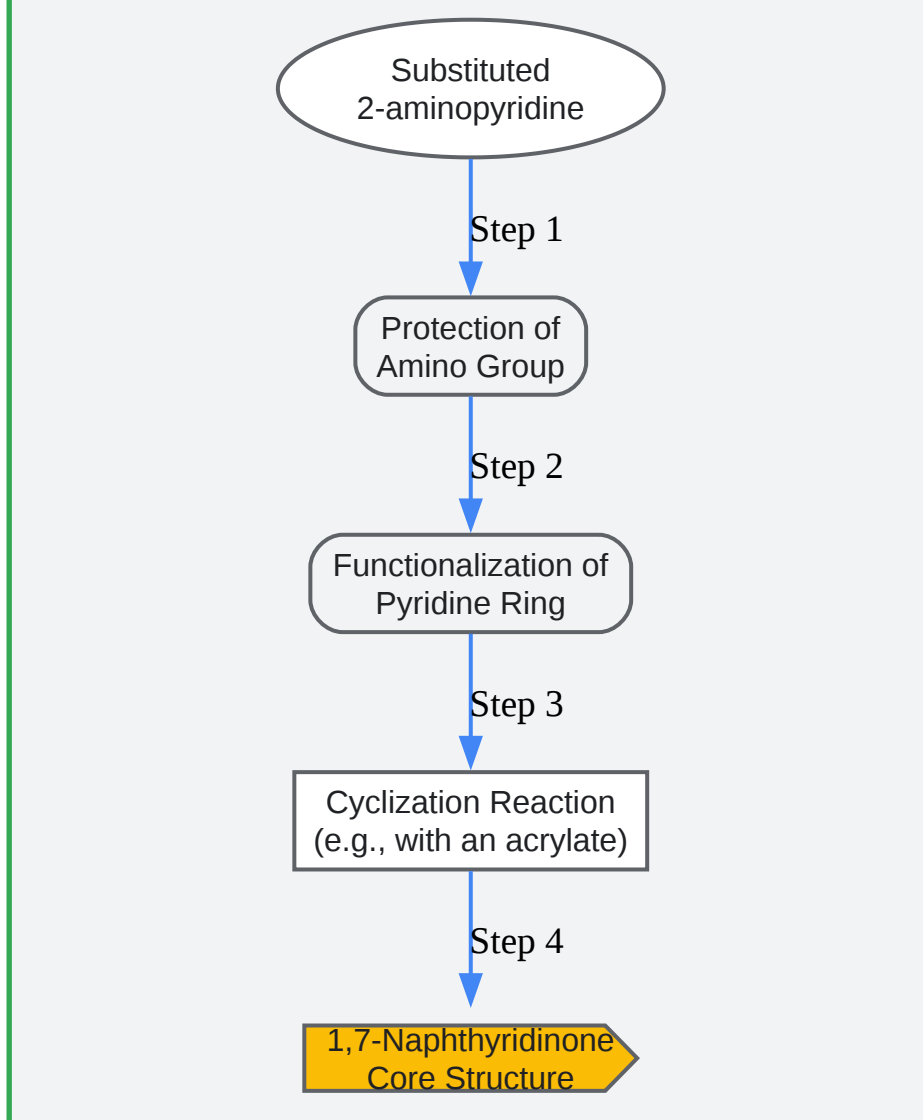 Substituted
2-aminopyridine
Step 1
Protection of
Amino Group
Step 2
Functionalization of
Pyridine Ring
Step 3
Cyclization Reaction
(e.g., with an acrylate)
Step 4
1,7-Naphthyridinone
Core Structure